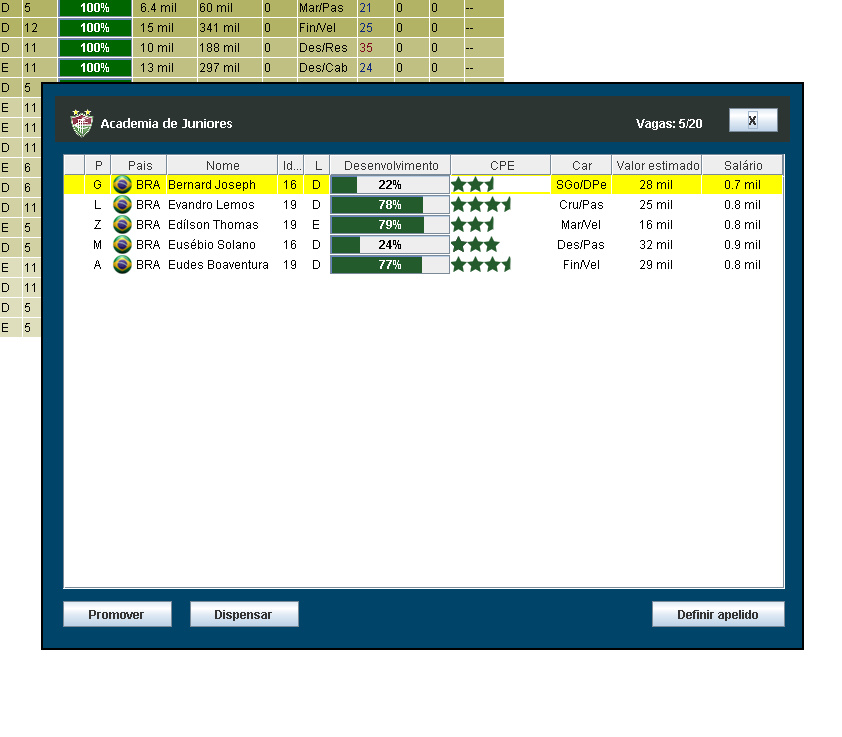 D 5 100% 6.4 mil 60 mil 0 Mar/Pas 21 0 0 --
D 12 100% 15 mil 341 mil 0 Fin/Vel 25 0 0 --
D 11 100% 10 mil 188 mil 0 Des/Res 35 0 0 --
E 11 100% 13 mil 297 mil 0 Des/Cab 24 0 0 --
D 5
E 11
E 11
D 11
E 6
D 6
D 11
E 5
D 5
E 11
D 11
D 5
E 5
Academia de Juniores Vagas: 5/20 X
P Pais Nome Id... L Desenvolvimento CPE Car Valor estimado Salário
G BRA Bernard Joseph 16 D 22% SGo/DPe 28 mil 0.7 mil
L BRA Evandro Lemos 19 D 78% Cru/Pas 25 mil 0.8 mil
Z BRA Edílson Thomas 19 E 79% Mar/Vel 16 mil 0.8 mil
M BRA Eusébio Solano 16 D 24% Des/Pas 32 mil 0.9 mil
A BRA Eudes Boaventura 19 D 77% Fin/Vel 29 mil 0.8 mil
Promover Dispensar Definir apelido